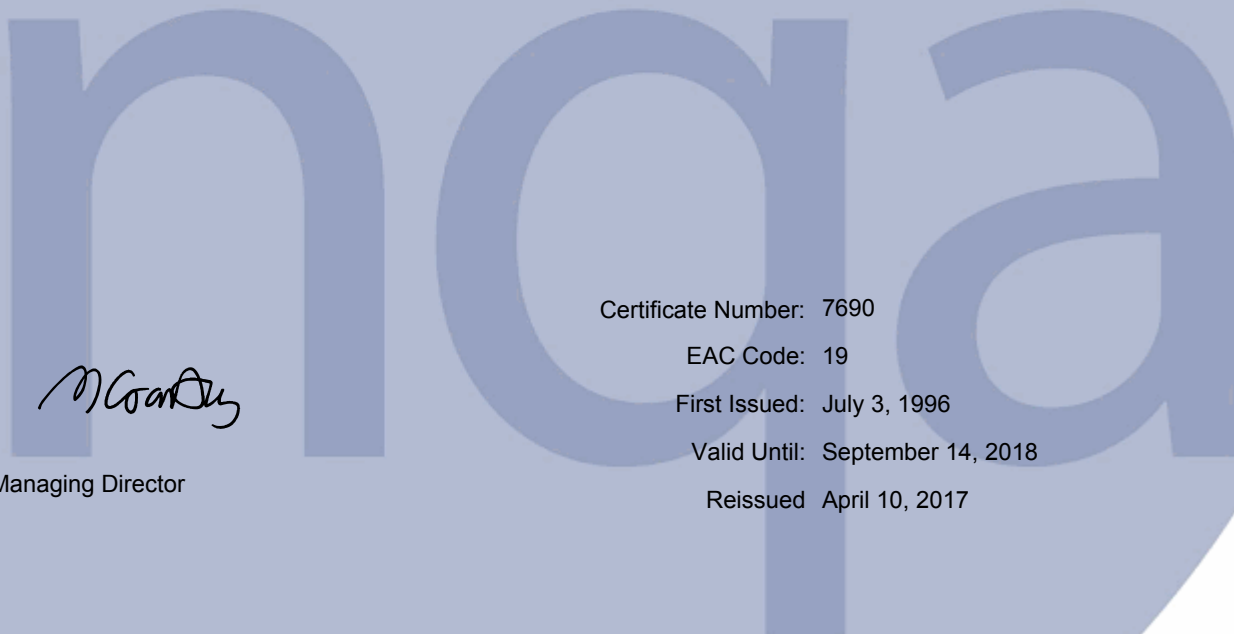 nqa
Certificate Number: 7690
EAC Code: 19
First Issued: July 3, 1996
Valid Until: September 14, 2018
Managing Director
Reissued April 10, 2017